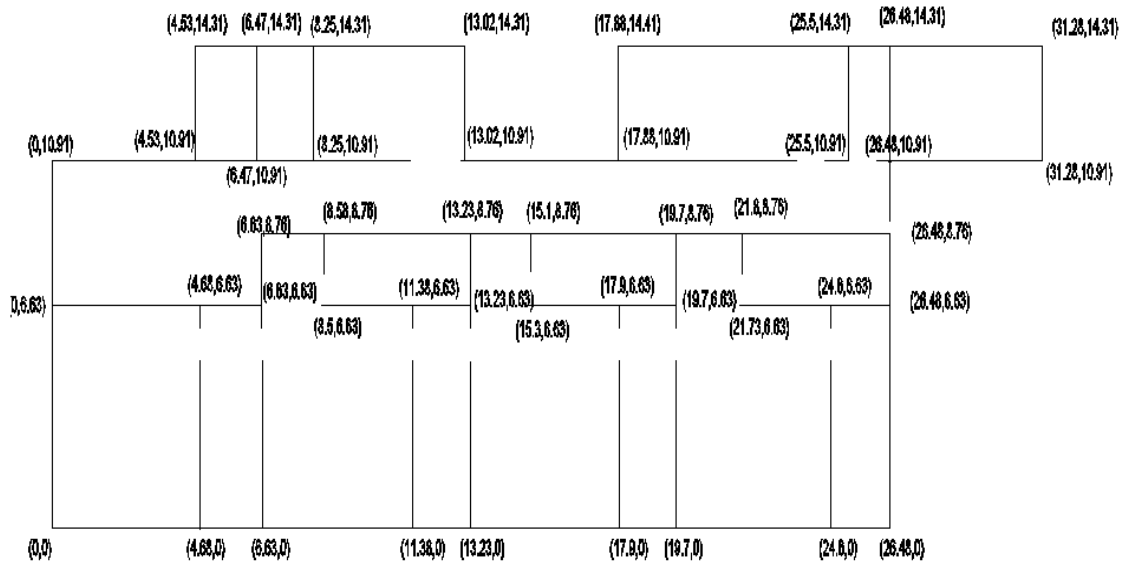 (4.53,14.31) (6.47,14.31) (8.25,14.31) (13.02,14.31) (17.88,14.41) (25.5,14.31) (26.48,14.31) (31.28,14.31)
(0,10.91) (4.53,10.91) (8.25,10.91) (13.02,10.91) (17.88,10.91) (25.5,10.91) (26.48,10.91) (31.28,10.91)
(6.47,10.91)
(6.63,8.76) (8.58,8.76) (13.23,8.76) (15.1,8.76) (19.7,8.76) (21.8,8.76) (26.48,8.76)
0,6.63) (4.68,6.63) (6.63,6.63) (11.38,6.63) (13.23,6.63) (17.9,6.63) (19.7,6.63) (24.6,6.63) (26.48,6.63)
(8.5,6.63) (15.3,6.63) (21.73,6.63)
(0,0) (4.68,0) (6.63,0) (11.38,0) (13.23,0) (17.9,0) (19.7,0) (24.6,0) (26.48,0)